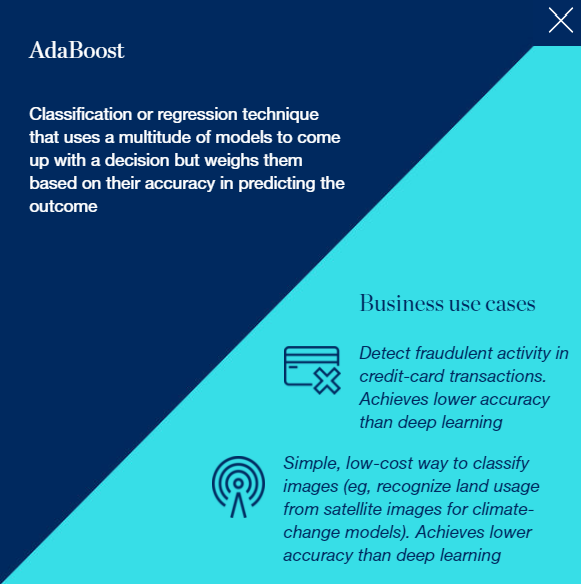 AdaBoost
Classification or regression technique
that uses a multitude of models to come
up with a decision but weighs them
based on their accuracy in predicting the
outcome
Business use cases
Detect fraudulent activity in
credit-card transactions.
Achieves lower accuracy
than deep learning
Simple, low-cost way to classify
images (eg, recognize land usage
from satellite images for climate-
change models). Achieves lower
accuracy than deep learning